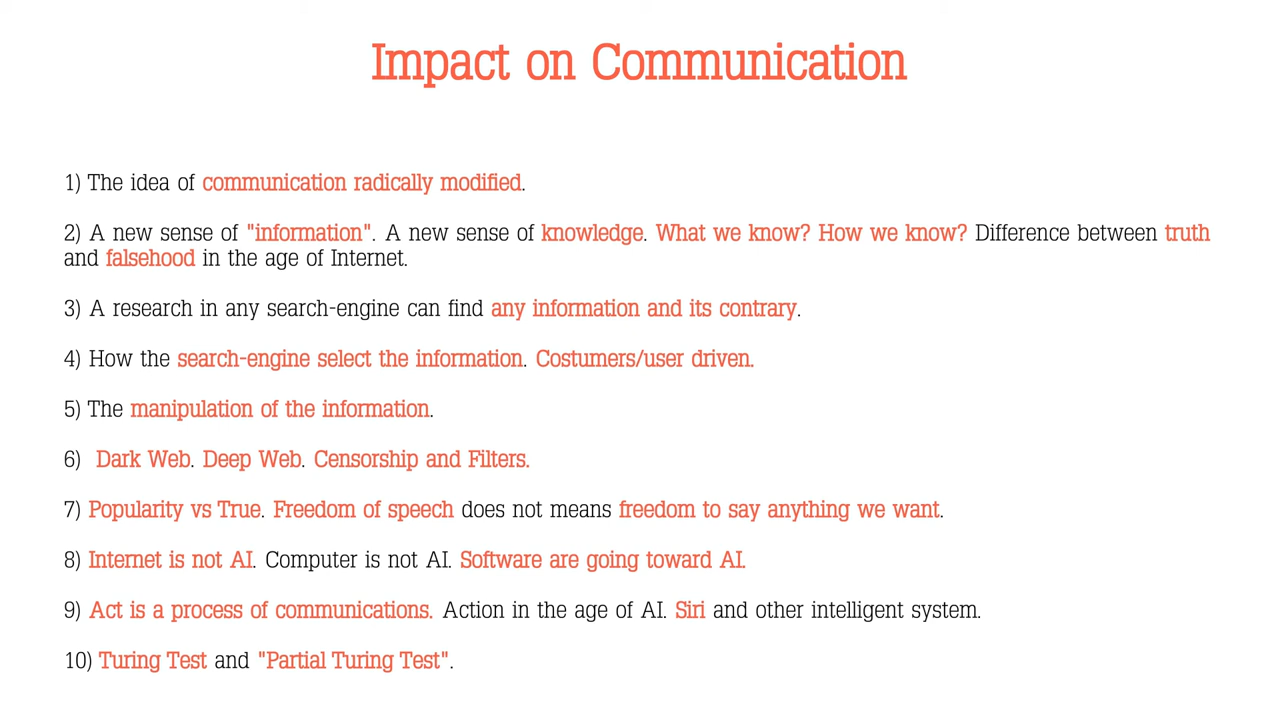 Impact on Communication
1) The idea of communication radically modified.
2) A new sense of "information". A new sense of knowledge. What we know? How we know? Difference between truth
and falsehood in the age of Internet.
3) A research in any search-engine can find any information and its contrary.
4) How the search-engine select the information. Costumers/user driven.
5) The manipulation of the information.
6) Dark Web. Deep Web. Censorship and Filters.
7) Popularity vs True. Freedom of speech does not means freedom to say anything we want.
8) Internet is not AI. Computer is not AI. Software are going toward AI.
9) Act is a process of communications. Action in the age of AI. Siri and other intelligent system.
10) Turing Test and "Partial Turing Test".